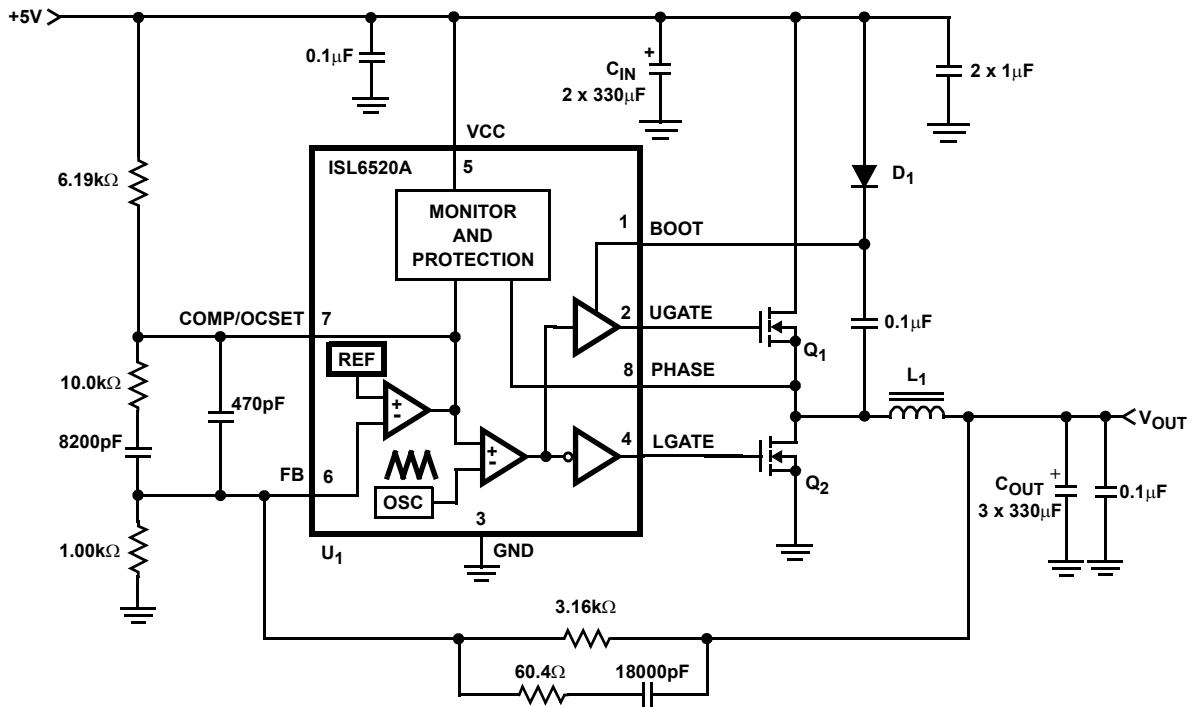 +5V
0.1μF
C_IN
2 x 330μF
2 x 1μF
VCC
ISL6520A
5
6.19kΩ
D1
MONITOR
AND
PROTECTION
1
BOOT
COMP/OCSET
7
2
UGATE
0.1μF
Q1
REF
8
PHASE
10.0kΩ
L1
470pF
+
-
8200pF
+
-
4
LGATE
VOUT
FB
6
OSC
Q2
COUT
3 x 330μF
+
0.1μF
3
1.00kΩ
U1
GND
3.16kΩ
60.4Ω
18000pF
+